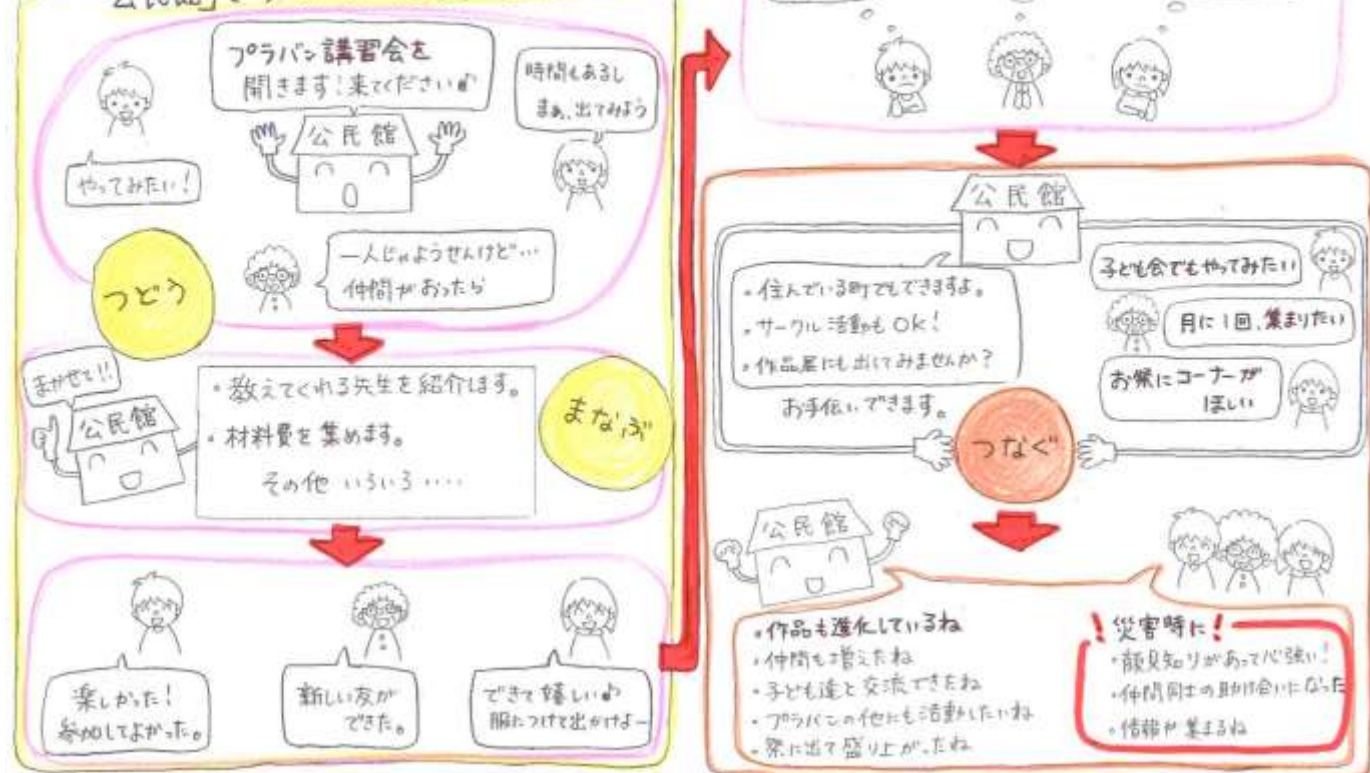 公民館」で
プラバン講習会を
開きます!来てください♪
時間もあるし
まぁ、出てみよう
公民館
やってみたい!
一人じゃようせんけど…
仲間がおったら
つどう
まかせて!!
公民館
・教えてくれる先生を紹介します。
・材料費を集めます。
その他 いろいろ‥‥
まなぶ
楽しかった!
参加してよかった。
新しい友が
できた。
できて嬉しい♪
服につけて出かけよー
公民館
・住んでいる町でもできますよ。
・サークル活動もOK!
・作品展にも出してみませんか?
お手伝いできます。
子ども会でもやってみたい
月に1回、集まりたい
お祭にコーナーが
ほしい
つなぐ
公民館
・作品も進化しているね
・仲間も増えたね
・子ども達と交流できたね
・プラバンの他にも活動したいね
・祭に出て盛り上がったね
!災害時に!
・顔見知りがあって心強い!
・仲間同士の助け合いになった
・情報が集まるね